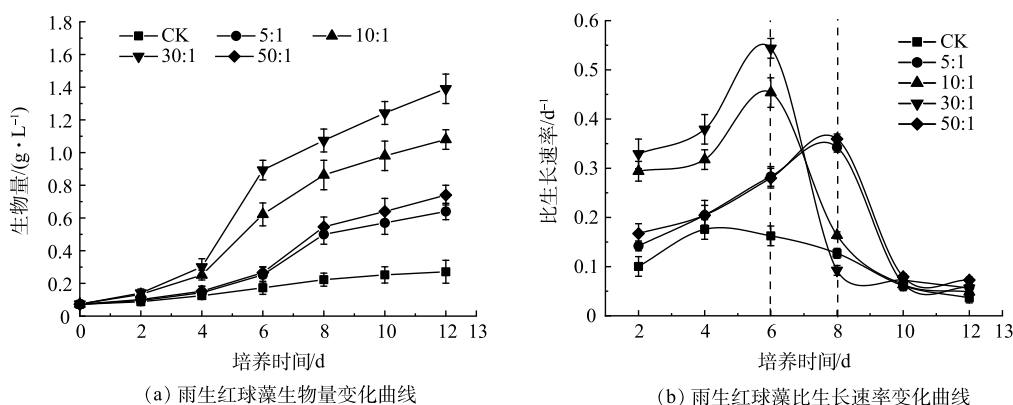 1.8
1.6
1.4
1.2
1.0
0.8
0.6
0.4
0.2
0
生物量/(g·L⁻¹)
CK 5:1 10:1
30:1 50:1
0 2 4 6 8 10 12 13
培养时间/d
(a) 雨生红球藻生物量变化曲线
0.6
0.5
0.4
0.3
0.2
0.1
0
比生长速率/d⁻¹
CK
5:1
10:1
30:1
50:1
2 4 6 8 10 12 13
培养时间/d
(b) 雨生红球藻比生长速率变化曲线